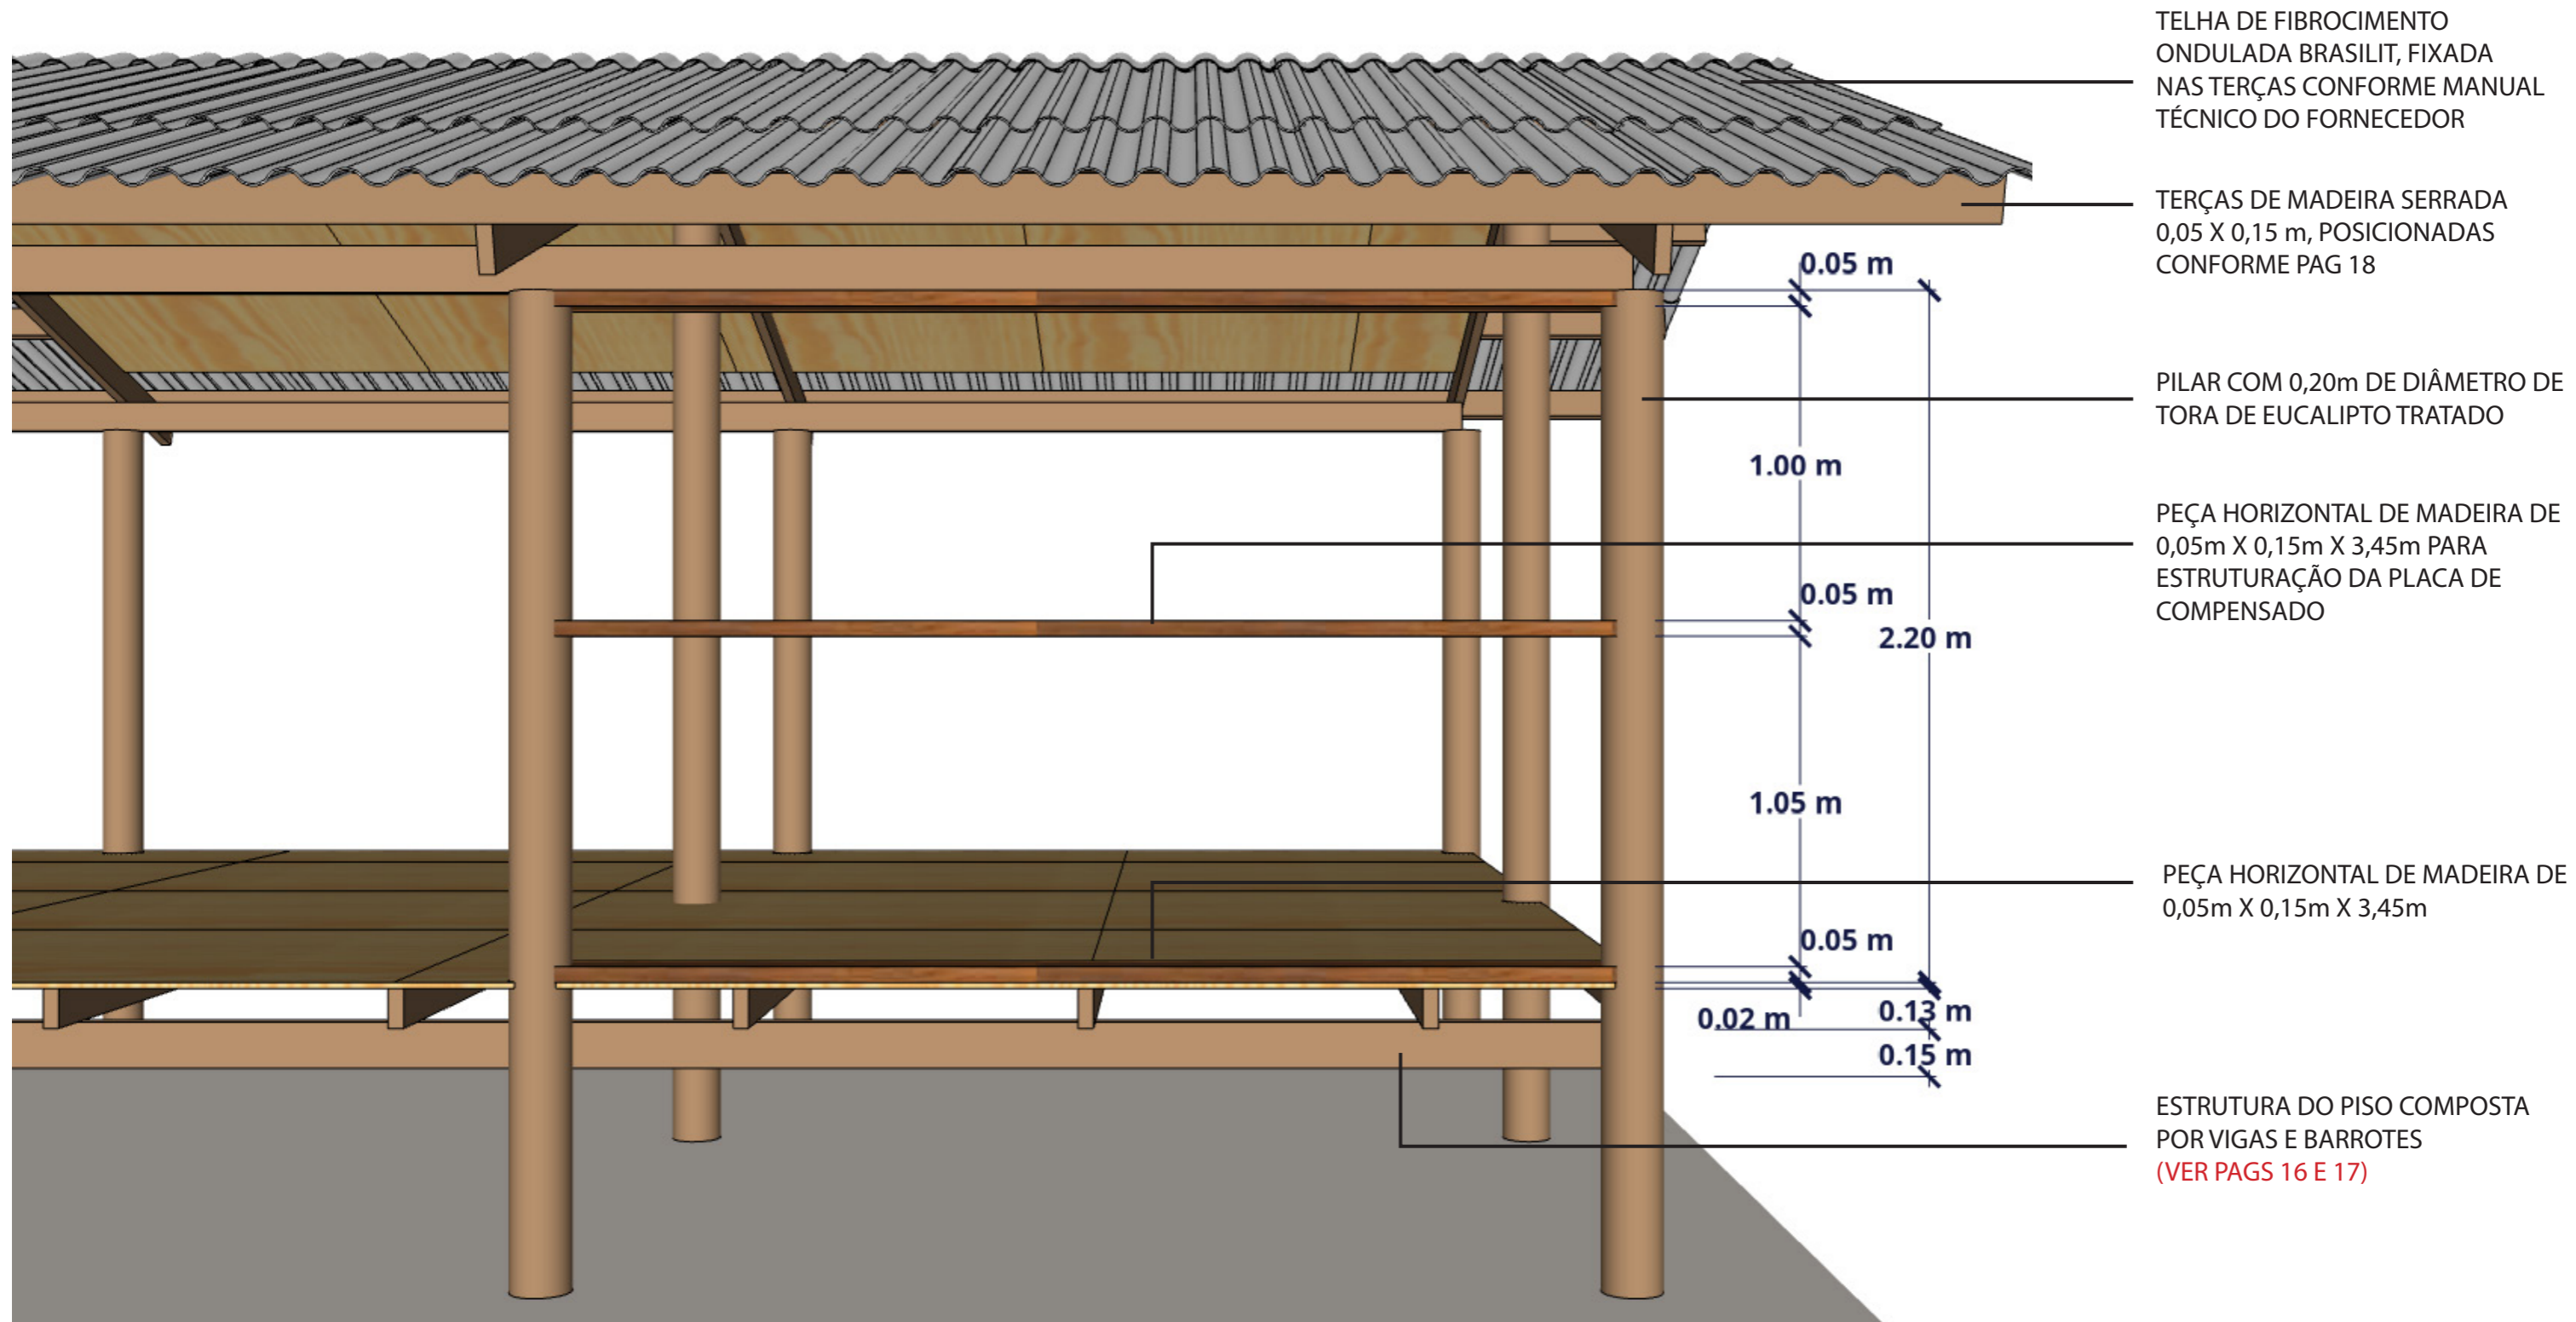 TELHA DE FIBROCIMENTO
ONDULADA BRASILIT, FIXADA
NAS TERÇAS CONFORME MANUAL
TÉCNICO DO FORNECEDOR
TERÇAS DE MADEIRA SERRADA
0,05 X 0,15 m, POSICIONADAS
CONFORME PAG 18
0.05 m
PILAR COM 0,20m DE DIÂMETRO DE
TORA DE EUCALIPTO TRATADO
1.00 m
PEÇA HORIZONTAL DE MADEIRA DE
0,05m X 0,15m X 3,45m PARA
ESTRUTURAÇÃO DA PLACA DE
COMPENSADO
0.05 m
2.20 m
1.05 m
PEÇA HORIZONTAL DE MADEIRA DE
0,05m X 0,15m X 3,45m
0.05 m
0.02 m
0.13 m
0.15 m
ESTRUTURA DO PISO COMPOSTA
POR VIGAS E BARROTES
(VER PAGS 16 E 17)